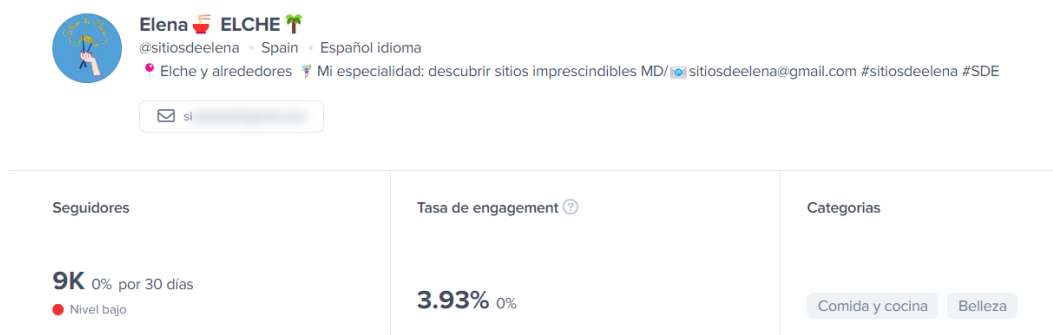 Elena ELCHE
@sitiosdeelena Spain Español idioma
Elche y alrededores Mi especialidad: descubrir sitios imprescindibles MD/ sitiosdeelena@gmail.com #sitiosdeelena #SDE
si
Seguidores
9K 0% por 30 días
Nivel bajo
Tasa de engagement ?
3.93% 0%
Categorias
Comida y cocina Belleza